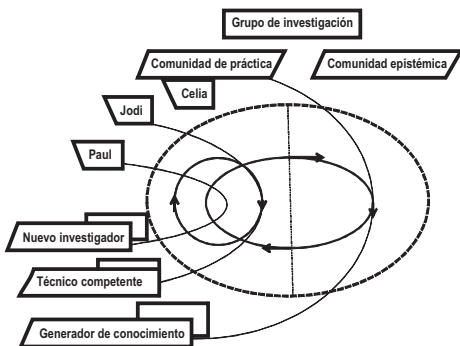 Grupo de investigación
Comunidad de práctica
Comunidad epistémica
Celia
Jodi
Paul
Nuevo investigador
Técnico competente
Generador de conocimiento